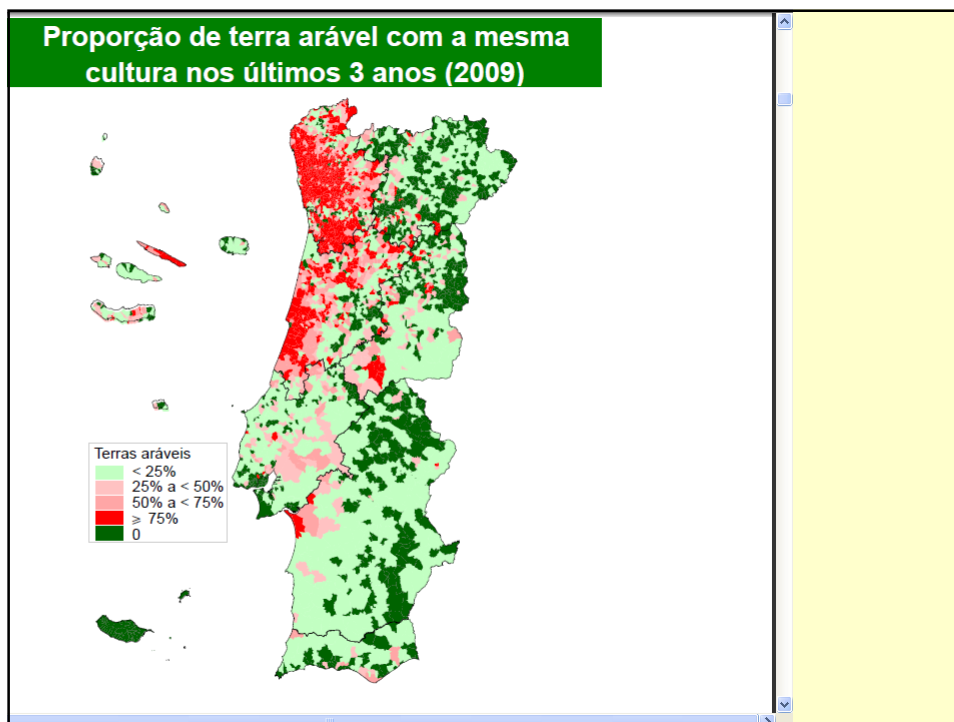 Proporção de terra arável com a mesma
cultura nos últimos 3 anos (2009)
Terras aráveis
< 25%
25% a < 50%
50% a < 75%
⩾ 75%
0